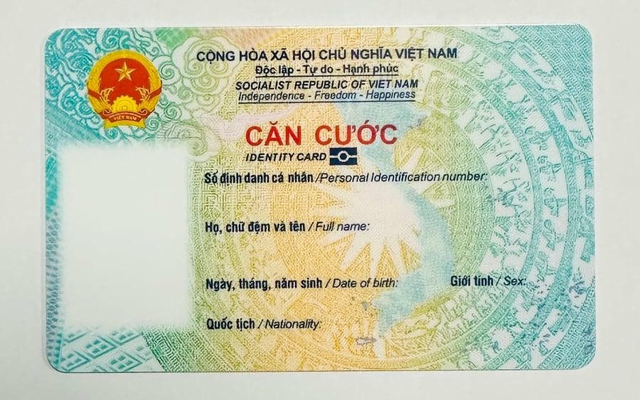 CỘNG HÒA XÃ HỘI CHỦ NGHĨA VIỆT NAM
Độc lập - Tự do - Hạnh phúc
SOCIALIST REPUBLIC OF VIET NAM
Independence - Freedom - Happiness
VIỆT NAM
CĂN CƯỚC
IDENTITY CARD
Số định danh cá nhân / Personal Identification number:
Họ, chữ đệm và tên / Full name:
Ngày, tháng, năm sinh / Date of birth: Giới tính / Sex:
Quốc tịch / Nationality: